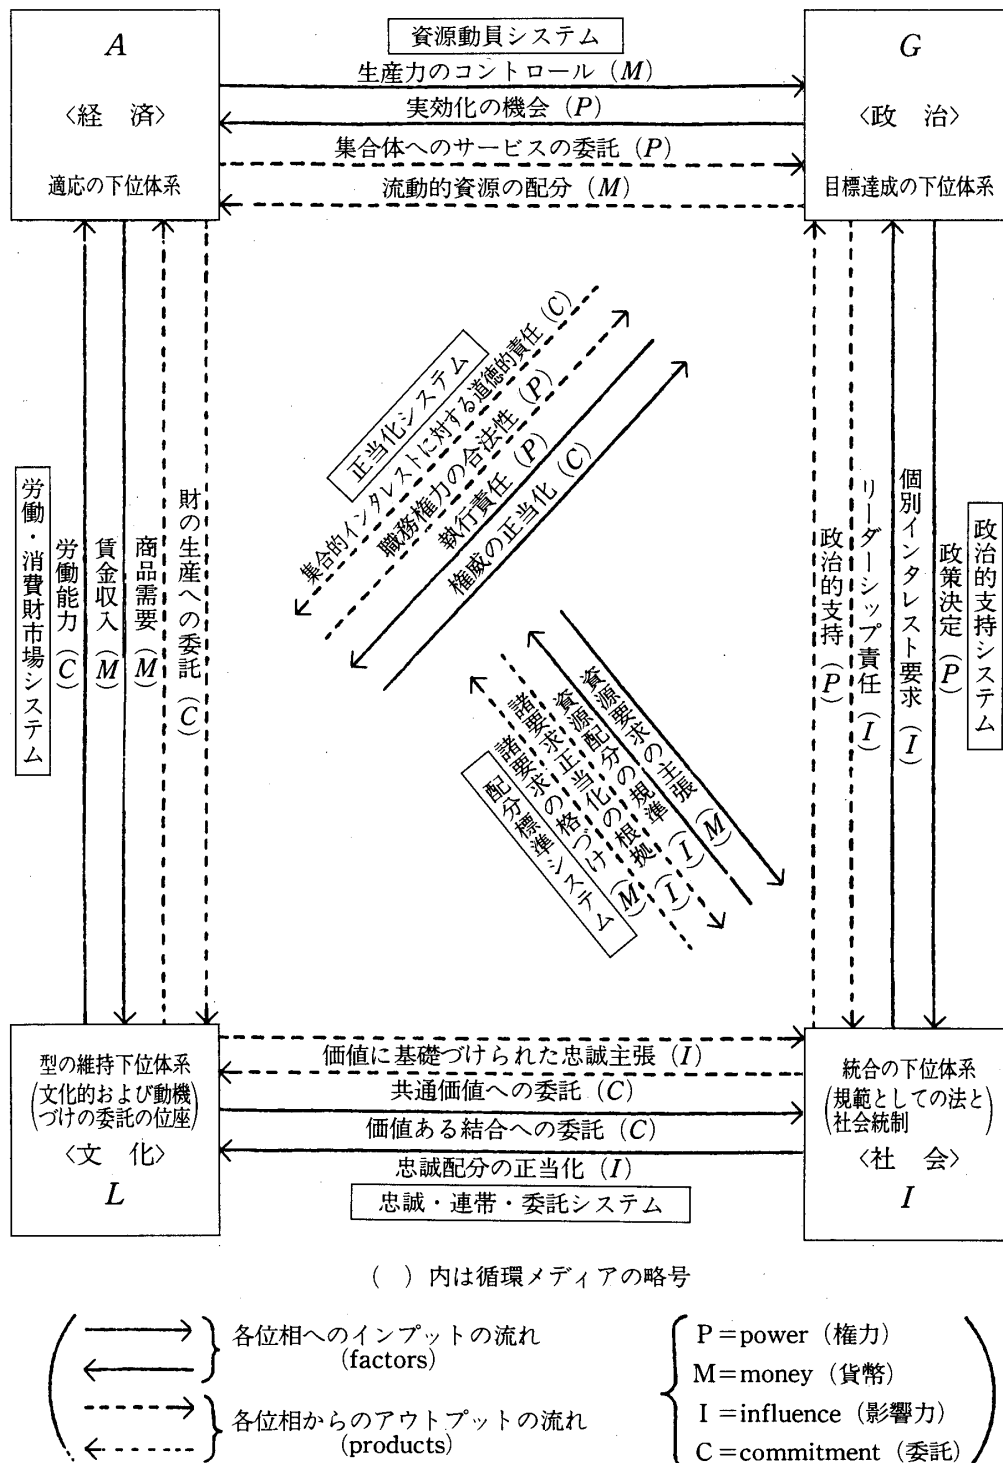 A
〈経 済〉
適応の下位体系
資源動員システム
生産力のコントロール(M)
実効化の機会(P)
集合体へのサービスの委託(P)
流動的資源の配分(M)
G
〈政 治〉
目標達成の下位体系
正当化システム
集合的インタレストに対する道徳的責任(C)
職務権力の合法性(P)
執行責任(P)
権威の正当化(C)
労働・消費財市場システム
労働能力(C)
賃金収入(M)
商品需要(M)
財の生産への委託(C)
政治的支持(P)
リーダーシップ責任(I)
個別インタレスト要求(I)
政策決定(P)
政治的支持システム
資源要求の主張(M)
資源配分の規準(I)
諸要求正当化の根拠(I)
諸要求の格づけ(M)
配分標準システム
型の維持下位体系
(文化的および動機
づけの委託の位座)
〈文 化〉
L
価値に基礎づけられた忠誠主張(I)
共通価値への委託(C)
価値ある結合への委託(C)
忠誠配分の正当化(I)
忠誠・連帯・委託システム
統合の下位体系
(規範としての法と
社会統制)
〈社 会〉
I
( )内は循環メディアの略号
各位相へのインプットの流れ
(factors)
各位相からのアウトプットの流れ
(products)
P=power(権力)
M=money(貨幣)
I=influence(影響力)
C=commitment(委託)